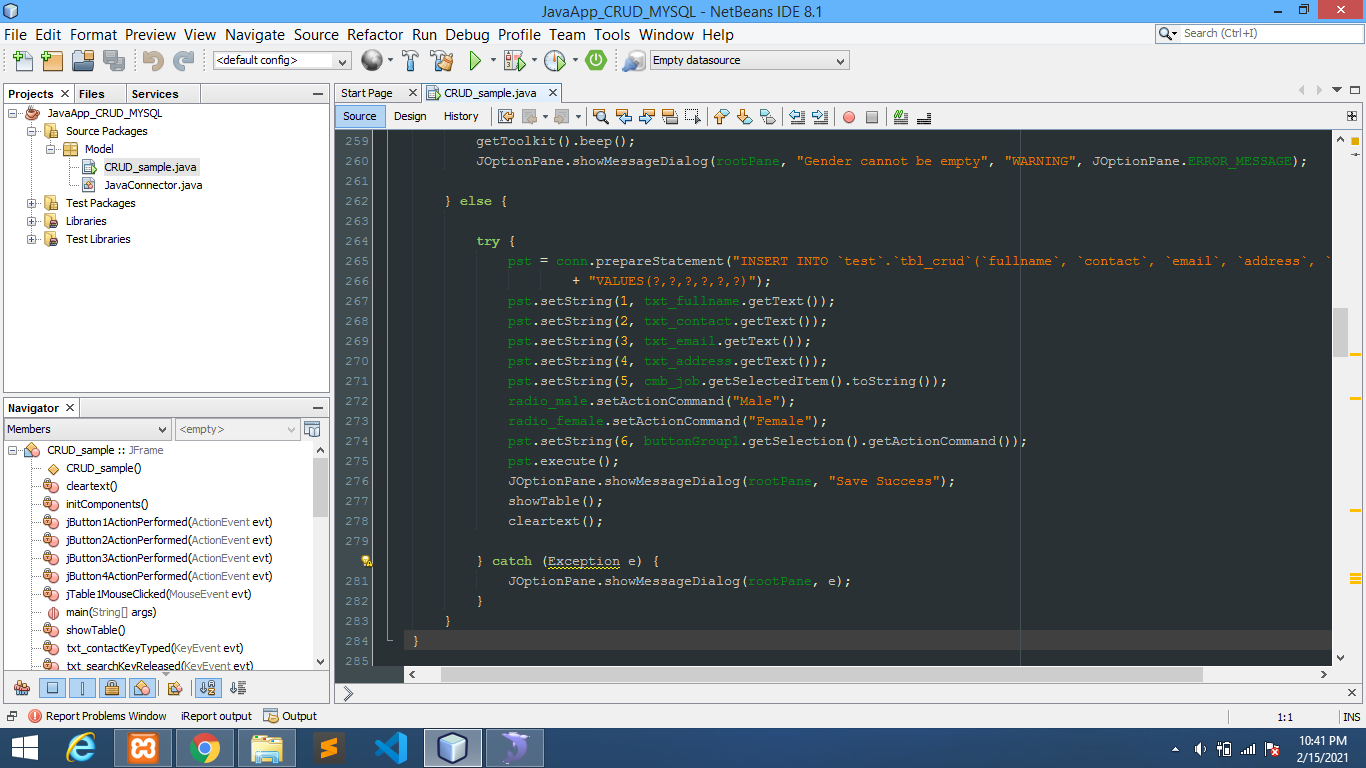 JavaApp_CRUD_MYSQL - NetBeans IDE 8.1
File Edit Format Preview View Navigate Source Refactor Run Debug Profile Team Tools Window Help
Search (Ctrl+I)
<default config>
Empty datasource
Projects Files Services
JavaApp_CRUD_MYSQL
Source Packages
Model
CRUD_sample.java
JavaConnector.java
Test Packages
Libraries
Test Libraries
Navigator
Members <empty>
CRUD_sample :: JFrame
CRUD_sample()
cleartext()
initComponents()
jButton1ActionPerformed(ActionEvent evt)
jButton2ActionPerformed(ActionEvent evt)
jButton3ActionPerformed(ActionEvent evt)
jButton4ActionPerformed(ActionEvent evt)
jTable1MouseClicked(MouseEvent evt)
main(String[] args)
showTable()
txt_contactKeyTyped(KeyEvent evt)
txt_searchKeyReleased(KeyEvent evt)
Start Page CRUD_sample.java
Source Design History
259 getToolkit().beep();
260 JOptionPane.showMessageDialog(rootPane, "Gender cannot be empty", "WARNING", JOptionPane.ERROR_MESSAGE);
261
262 } else {
263
264 try {
265 pst = conn.prepareStatement("INSERT INTO `test`.`tbl_crud`(`fullname`, `contact`, `email`, `address`, `
266 + "VALUES(?,?,?,?,?,?)");
267 pst.setString(1, txt_fullname.getText());
268 pst.setString(2, txt_contact.getText());
269 pst.setString(3, txt_email.getText());
270 pst.setString(4, txt_address.getText());
271 pst.setString(5, cmb_job.getSelectedItem().toString());
272 radio_male.setActionCommand("Male");
273 radio_female.setActionCommand("Female");
274 pst.setString(6, buttonGroup1.getSelection().getActionCommand());
275 pst.execute();
276 JOptionPane.showMessageDialog(rootPane, "Save Success");
277 showTable();
278 cleartext();
279
} catch (Exception e) {
281 JOptionPane.showMessageDialog(rootPane, e);
282 }
283 }
284 }
285
Report Problems Window iReport output Output
1:1 INS
10:41 PM
2/15/2021